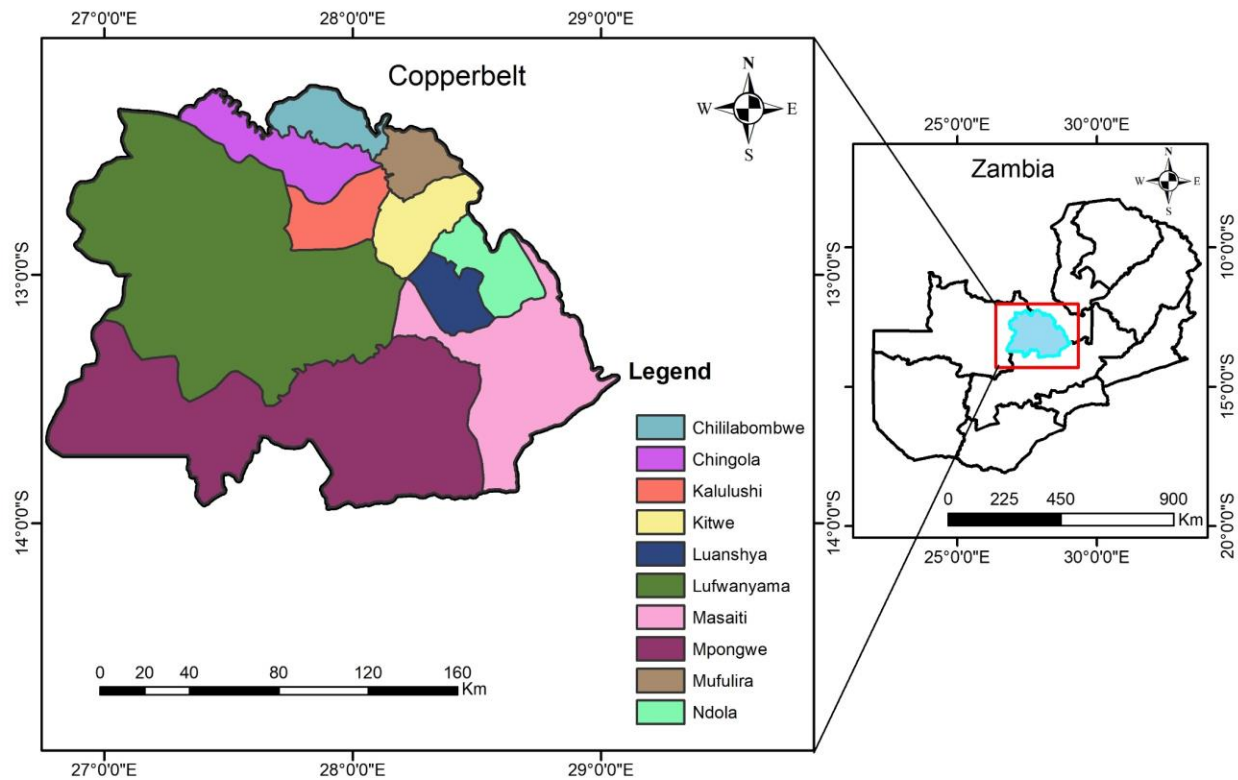 27°0'0"E 28°0'0"E 29°0'0"E
Copperbelt
N
W E
S
13°0'0"S
14°0'0"S
13°0'0"S
14°0'0"S
Legend
Chililabombwe
Chingola
Kalulushi
Kitwe
Luanshya
Lufwanyama
Masaiti
Mpongwe
Mufulira
Ndola
0 20 40 80 120 160
Km
27°0'0"E 28°0'0"E 29°0'0"E
25°0'0"E 30°0'0"E
Zambia
N
W E
S
10°0'0"S
15°0'0"S
20°0'0"S
0 225 450 900
Km
25°0'0"E 30°0'0"E